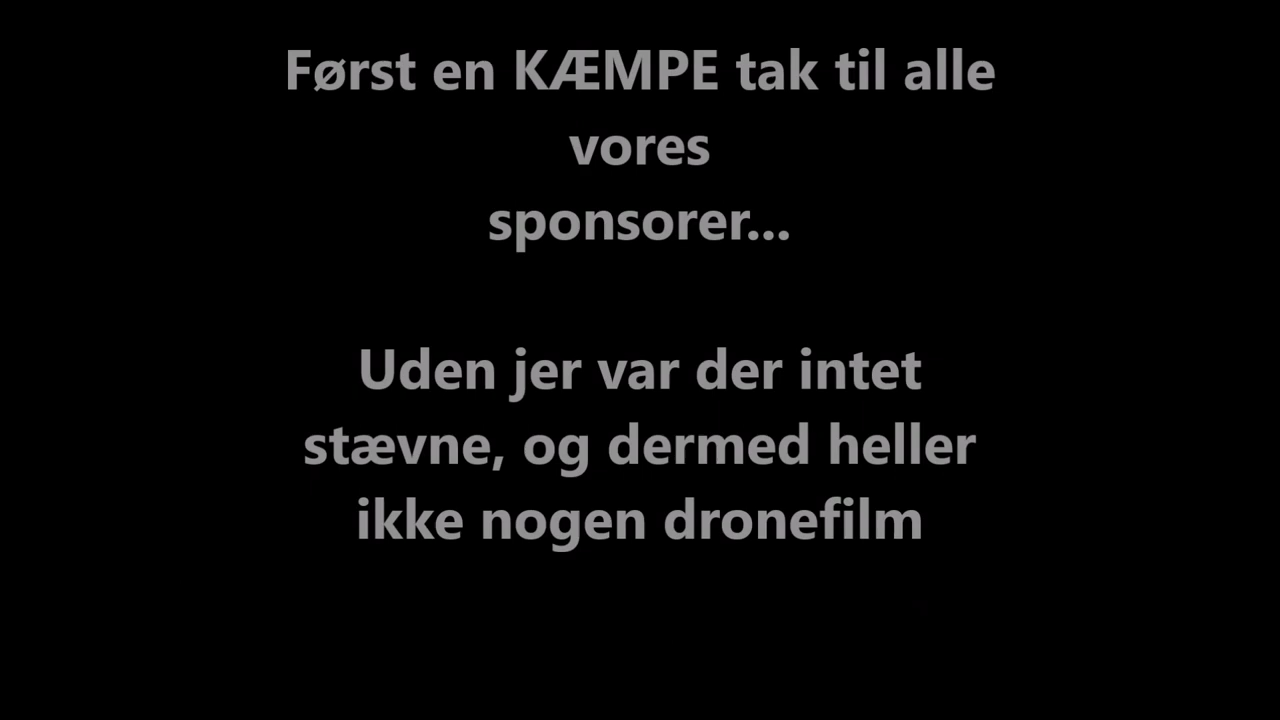 Først en KÆMPE tak til alle
vores
sponsorer...
Uden jer var der intet
stævne, og dermed heller
ikke nogen dronefilm